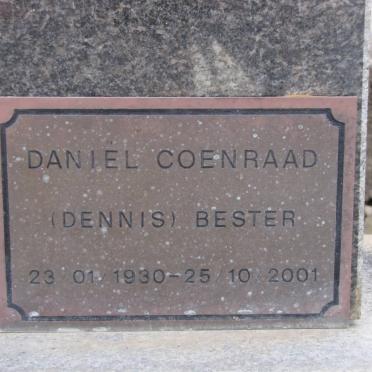 DANIEL COENRAAD
(DENNIS) BESTER
23/01/1930-25/10/2001